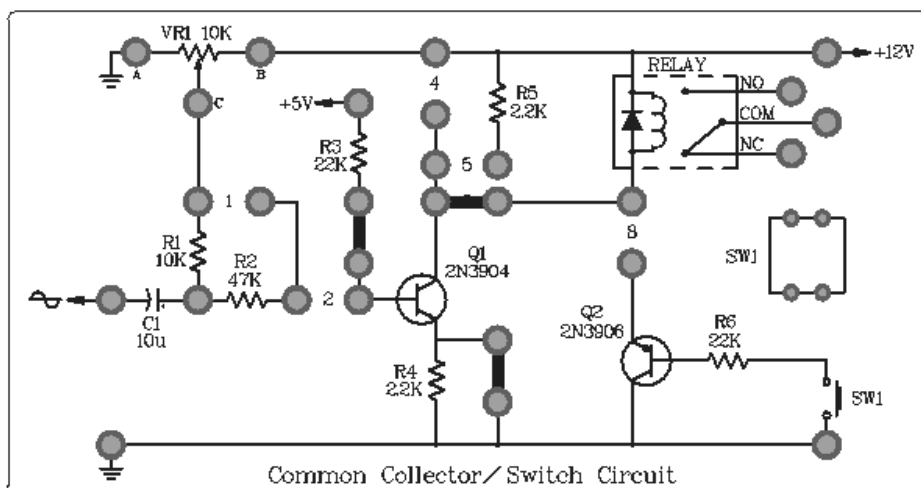 VR1 10K
A
B
4
+12V
RELAY
NO
C
+5V
R5
2.2K
COM
R3
22K
NC
5
1
8
R1
10K
R2
47K
Q1
2N3904
SW1
2
C1
10u
Q2
2N3906
R6
22K
R4
2.2K
SW1
Common Collector/Switch Circuit